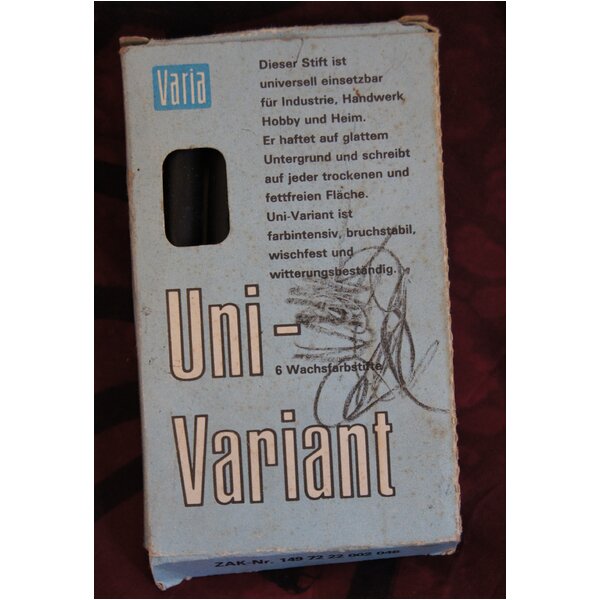 Varia
Dieser Stift ist
universell einsetzbar
für Industrie, Handwerk,
Hobby und Heim.
Er haftet auf glattem
Untergrund und schreibt
auf jeder trockenen und
fettfreien Fläche.
Uni-Variant ist
farbintensiv, bruchstabil,
wischfest und
witterungsbeständig.
Uni-
6 Wachsfarbstifte
Variant
ZAK-Nr. 149 72 22 002 046